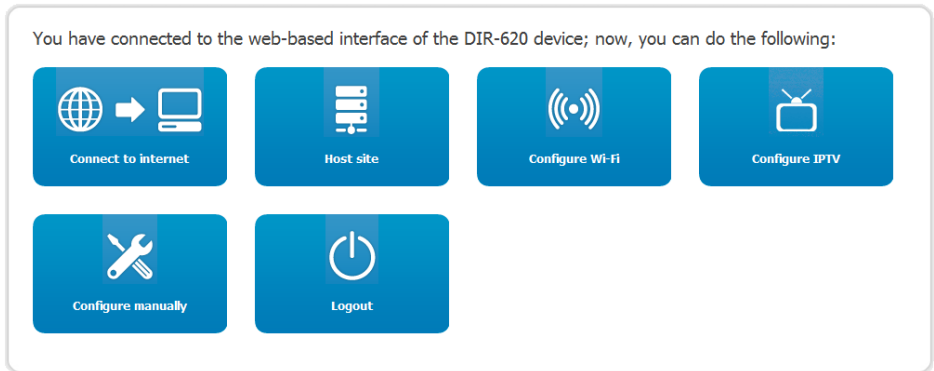 You have connected to the web-based interface of the DIR-620 device; now, you can do the following:
Connect to internet
Host site
Configure Wi-Fi
Configure IPTV
Configure manually
Logout